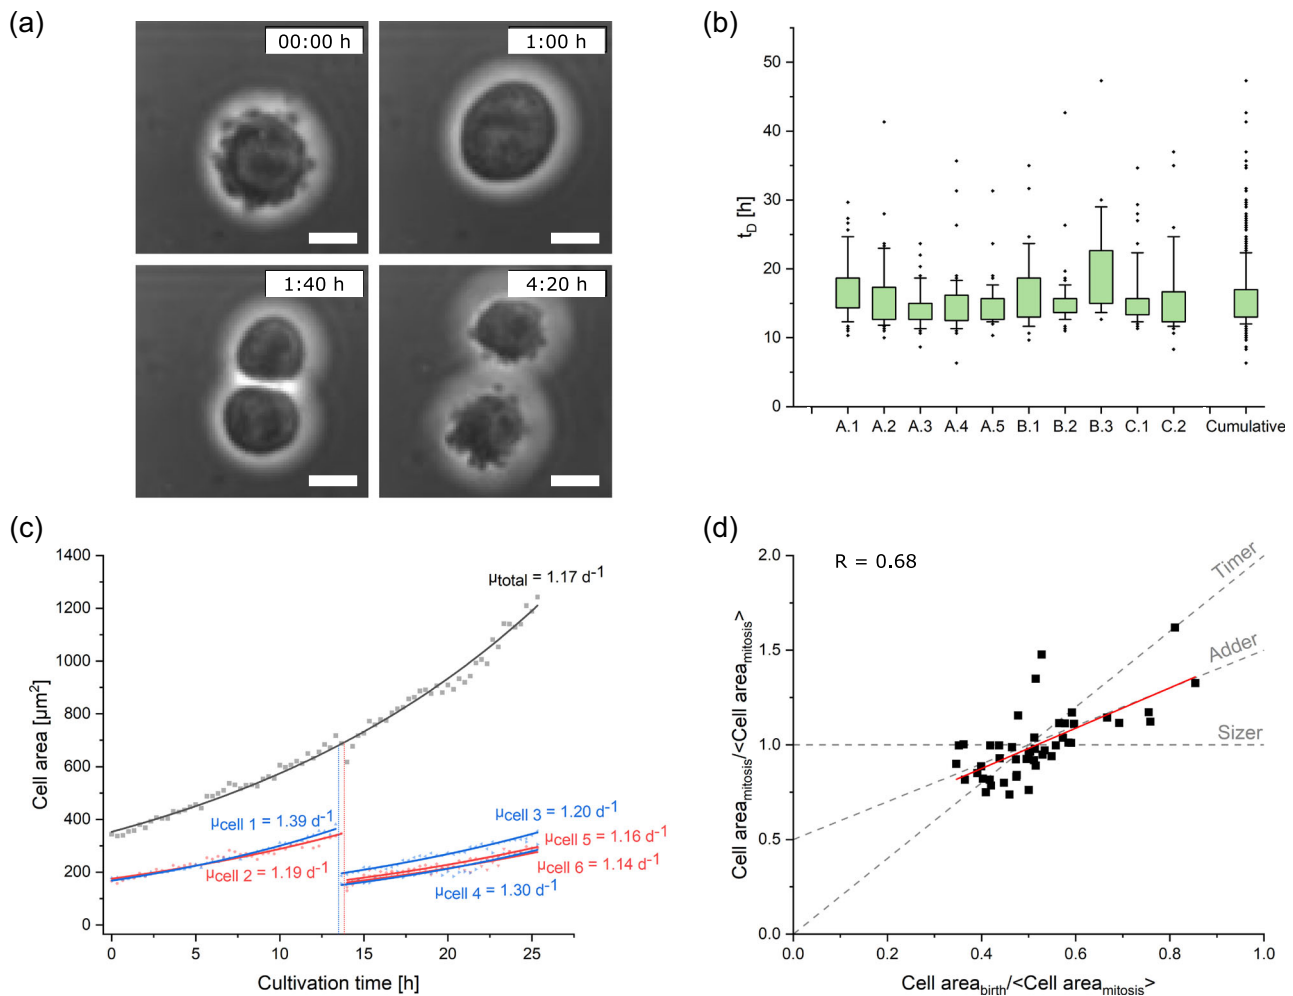 (a)
00:00 h
1:00 h
1:40 h
4:20 h
(b)
t_D [h]
50
40
30
20
10
0
A.1 A.2 A.3 A.4 A.5 B.1 B.2 B.3 C.1 C.2 Cumulative
(c)
Cell area [µm²]
1400
1200
1000
800
600
400
200
0
µtotal = 1.17 d⁻¹
µcell 1 = 1.39 d⁻¹
µcell 2 = 1.19 d⁻¹
µcell 3 = 1.20 d⁻¹
µcell 5 = 1.16 d⁻¹
µcell 6 = 1.14 d⁻¹
µcell 4 = 1.30 d⁻¹
0 5 10 15 20 25
Cultivation time [h]
(d)
Cell area_mitosis/<Cell area_mitosis>
2.0
1.5
1.0
0.5
0.0
R = 0.68
Timer
Adder
Sizer
0.0 0.2 0.4 0.6 0.8 1.0
Cell area_birth/<Cell area_mitosis>